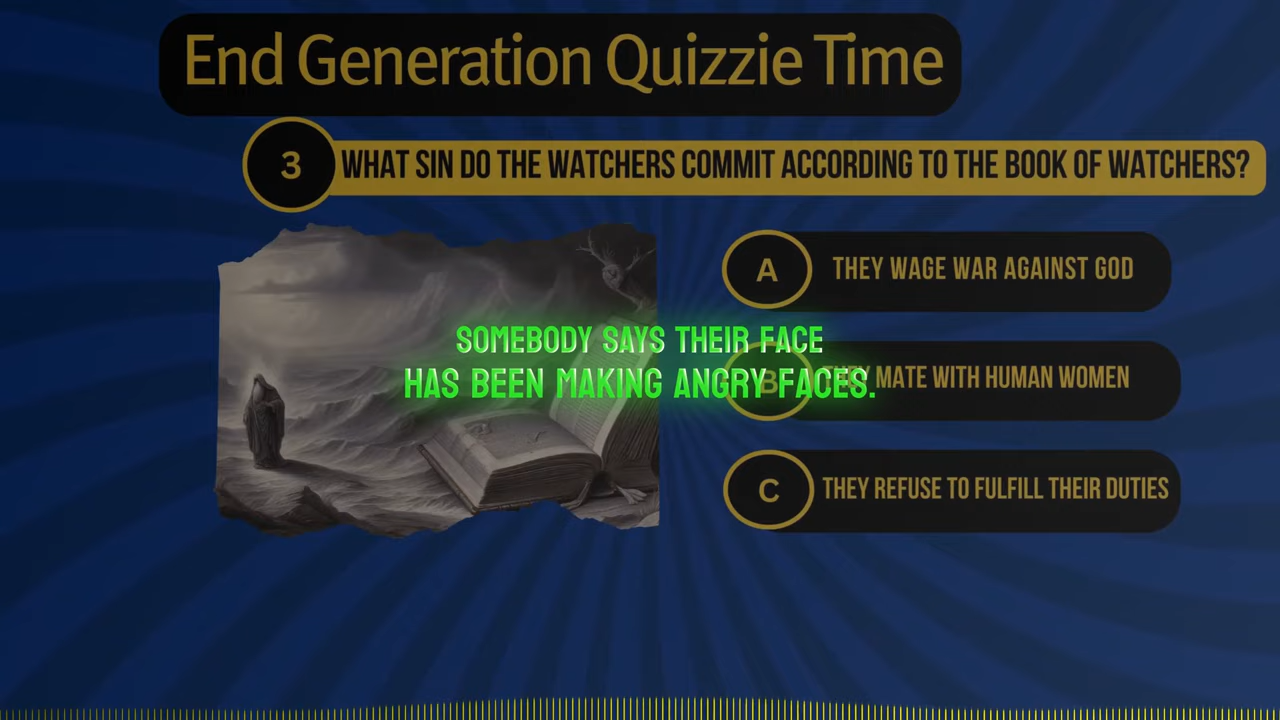 End Generation Quizzie Time
3 WHAT SIN DO THE WATCHERS COMMIT ACCORDING TO THE BOOK OF WATCHERS?
A THEY WAGE WAR AGAINST GOD
SOMEBODY SAYS THEIR FACE
HAS BEEN MAKING ANGRY FACES.
B THEY MATE WITH HUMAN WOMEN
C THEY REFUSE TO FULFILL THEIR DUTIES